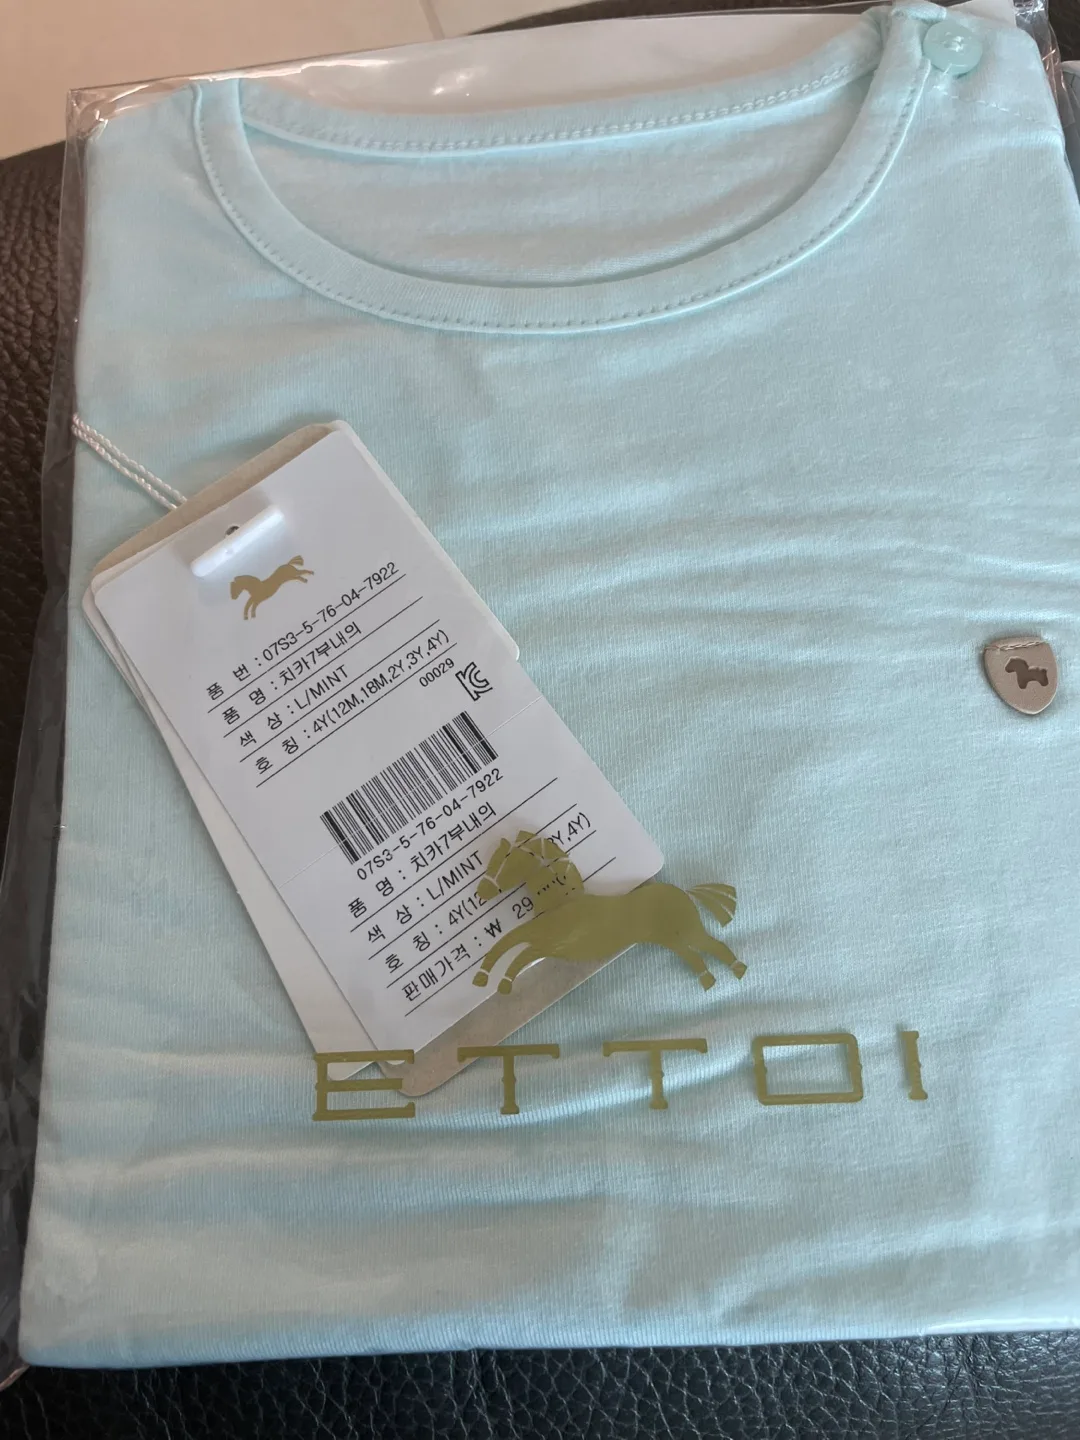 품 번 : 07S3-5-76-04-7922
품 명 : 치카7부내의
색 상 : L/MINT
호 칭 : 4Y(12M,18M,2Y,3Y,4Y)
00029
07S3-5-76-04-7922
품 명 : 치카7부내의
색 상 : L/MINT
호 칭 : 4Y(12 2Y,4Y)
판매가격 : ₩ 29
ETTOI